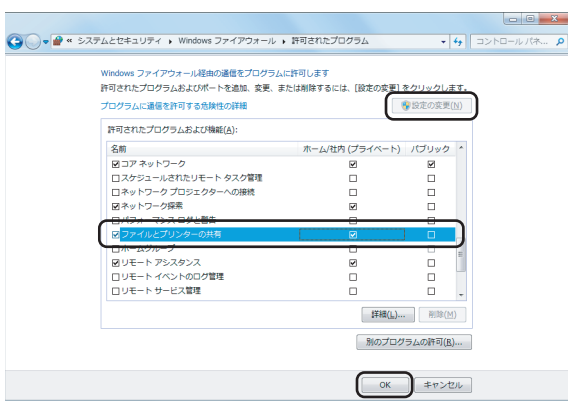 « システムとセキュリティ ▸ Windows ファイアウォール ▸ 許可されたプログラム
コントロール パネ...
Windows ファイアウォール経由の通信をプログラムに許可します
許可されたプログラムおよびポートを追加、変更、または削除するには、[設定の変更] をクリックします。
プログラムに通信を許可する危険性の詳細
設定の変更(N)
許可されたプログラムおよび機能(A):
名前 ホーム/社内 (プライベート) パブリック
コア ネットワーク
スケジュールされたリモート タスク管理
ネットワーク プロジェクターへの接続
ネットワーク探索
パフォーマンス ログと警告
ファイルとプリンターの共有
ホームグループ
リモート アシスタンス
リモート イベントのログ管理
リモート サービス管理
詳細(L)... 削除(M)
別のプログラムの許可(R)...
OK キャンセル